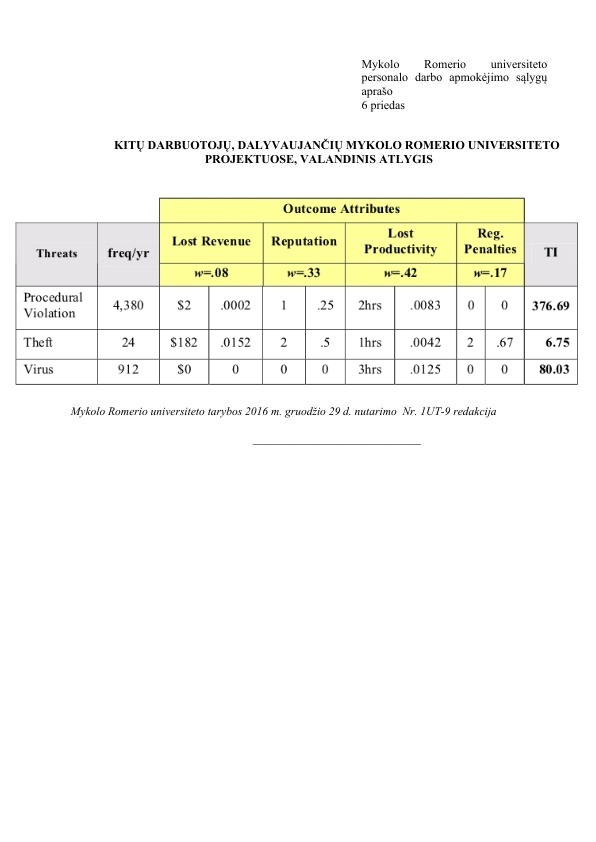 Mykolo Romerio universiteto
personalo darbo apmokėjimo sąlygų
aprašo
6 priedas
KITŲ DARBUOTOJŲ, DALYVAUJANČIŲ MYKOLO ROMERIO UNIVERSITETO
PROJEKTUOSE, VALANDINIS ATLYGIS
Outcome Attributes
Threats freq/yr Lost Revenue Reputation Lost Productivity Reg. Penalties TI
w=.08 w=.33 w=.42 w=.17
Procedural Violation 4,380 $2 .0002 1 .25 2hrs .0083 0 0 376.69
Theft 24 $182 .0152 2 .5 1hrs .0042 2 .67 6.75
Virus 912 $0 0 0 0 3hrs .0125 0 0 80.03
Mykolo Romerio universiteto tarybos 2016 m. gruodžio 29 d. nutarimo Nr. 1UT-9 redakcija